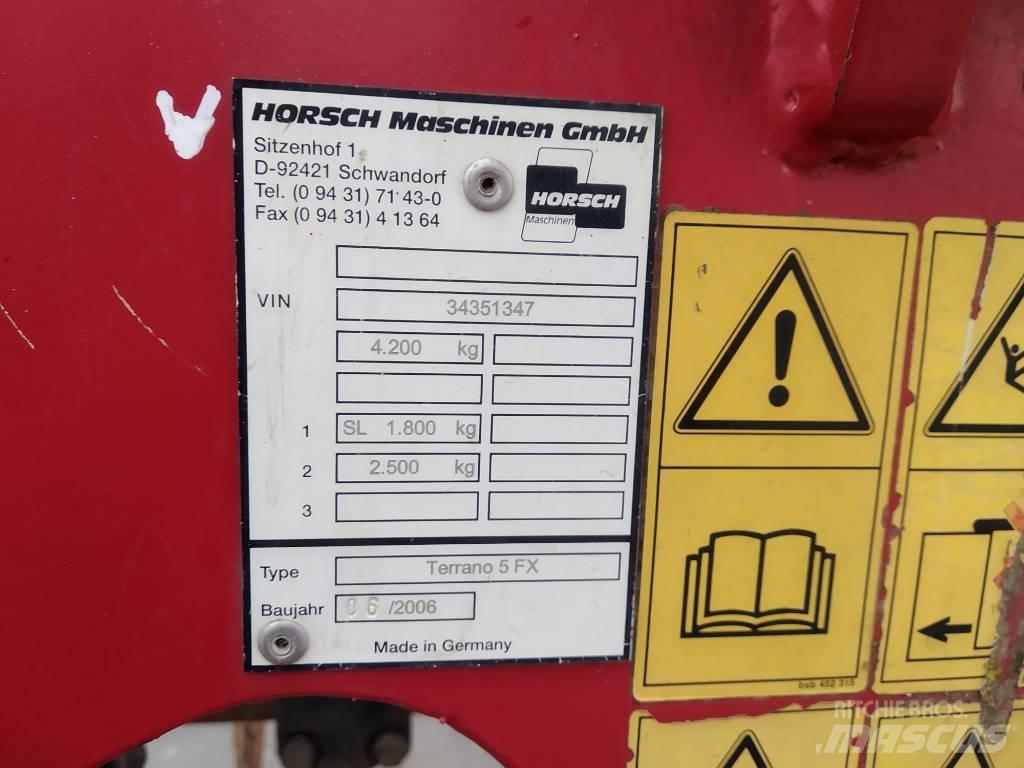 HORSCH Maschinen GmbH
Sitzenhof 1
D-92421 Schwandorf
Tel. (0 94 31) 71 43-0
Fax (0 94 31) 4 13 64
HORSCH
Maschinen
VIN 34351347
4.200 kg
1 SL 1.800 kg
2 2.500 kg
3
Type Terrano 5 FX
Baujahr 06/2006
Made in Germany
bsb 452 315
RITCHIE BROS.
MASCUS